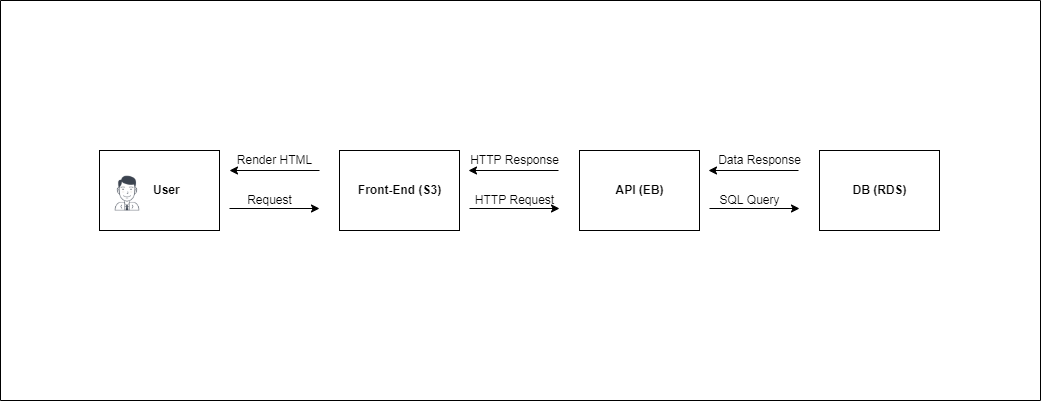 Render HTML
HTTP Response
Data Response
User
Front-End (S3)
API (EB)
DB (RDS)
Request
HTTP Request
SQL Query